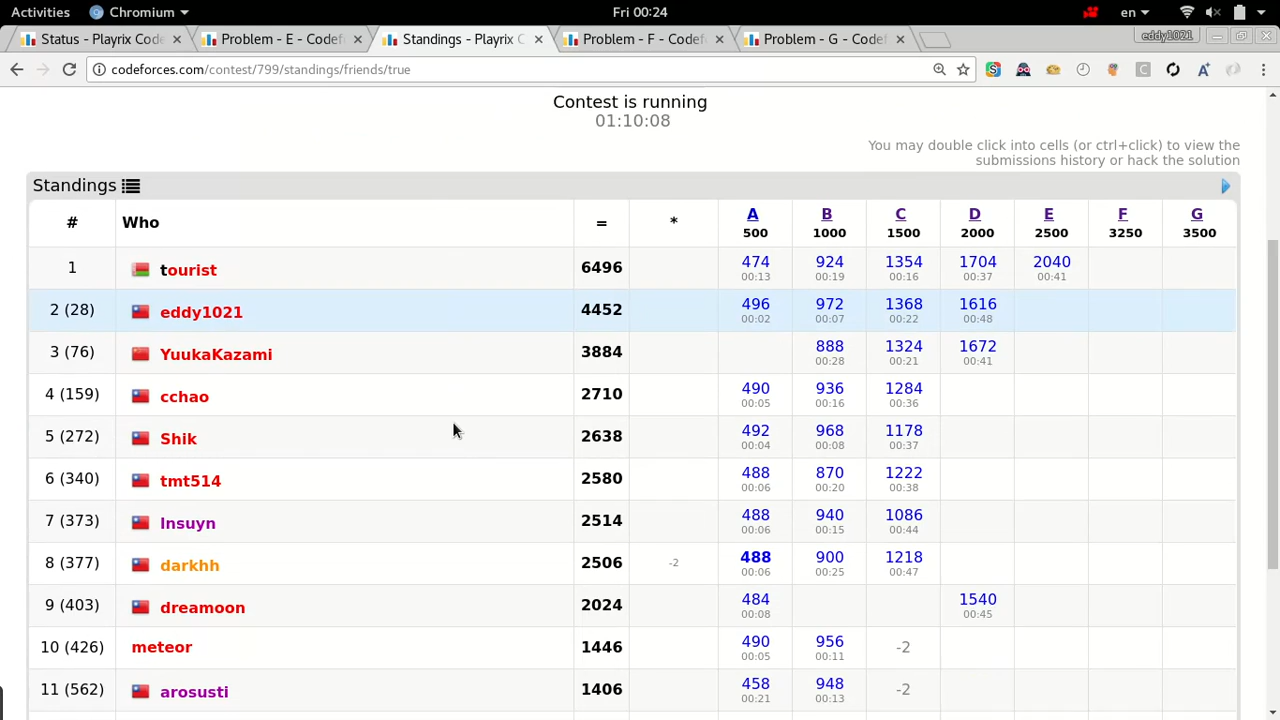 Activities Chromium Fri 00:24 en
Status - Playrix Code Problem - E - Codef Standings - Playrix C Problem - F - Codef Problem - G - Codef eddy1021
codeforces.com/contest/799/standings/friends/true
Contest is running
01:10:08
You may double click into cells (or ctrl+click) to view the
submissions history or hack the solution
Standings
# Who = * A B C D E F G
500 1000 1500 2000 2500 3250 3500
1 tourist 6496 474 924 1354 1704 2040
00:13 00:19 00:16 00:37 00:41
2 (28) eddy1021 4452 496 972 1368 1616
00:02 00:07 00:22 00:48
3 (76) YuukaKazami 3884 888 1324 1672
00:28 00:21 00:41
4 (159) cchao 2710 490 936 1284
00:05 00:16 00:36
5 (272) Shik 2638 492 968 1178
00:04 00:08 00:37
6 (340) tmt514 2580 488 870 1222
00:06 00:20 00:38
7 (373) Insuyn 2514 488 940 1086
00:06 00:15 00:44
8 (377) darkhh 2506 -2 488 900 1218
00:06 00:25 00:47
9 (403) dreamoon 2024 484 1540
00:08 00:45
10 (426) meteor 1446 490 956 -2
00:05 00:11
11 (562) arosusti 1406 458 948 -2
00:21 00:13